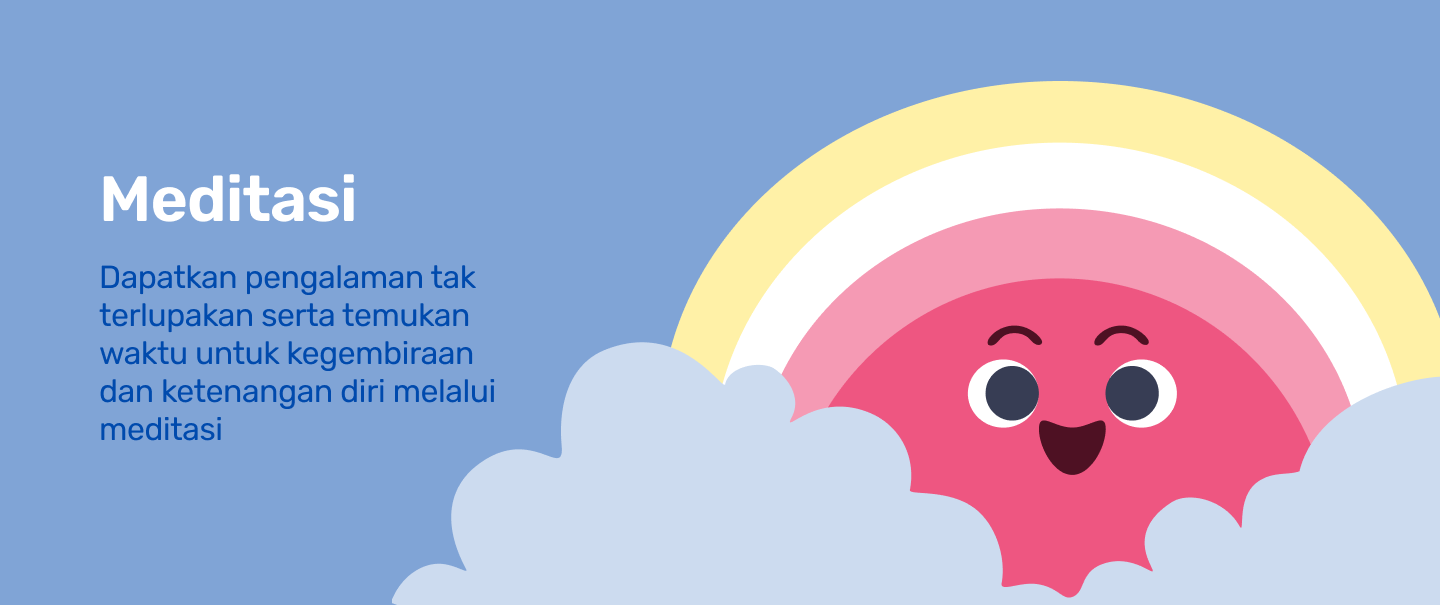 Meditasi
Dapatkan pengalaman tak
terlupakan serta temukan
waktu untuk kegembiraan
dan ketenangan diri melalui
meditasi